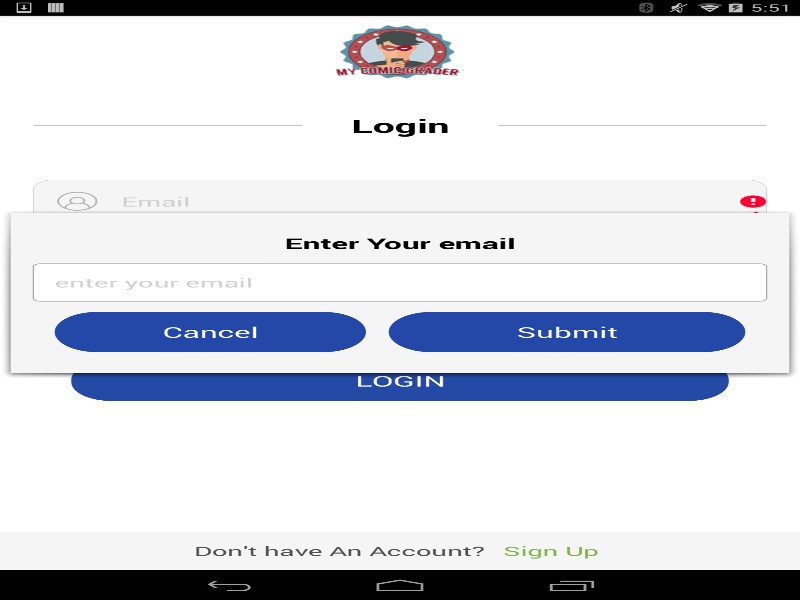 5:51
MY COMIC GRADER
Login
Email
Enter Your email
enter your email
Cancel
Submit
LOGIN
Don't have An Account? Sign Up